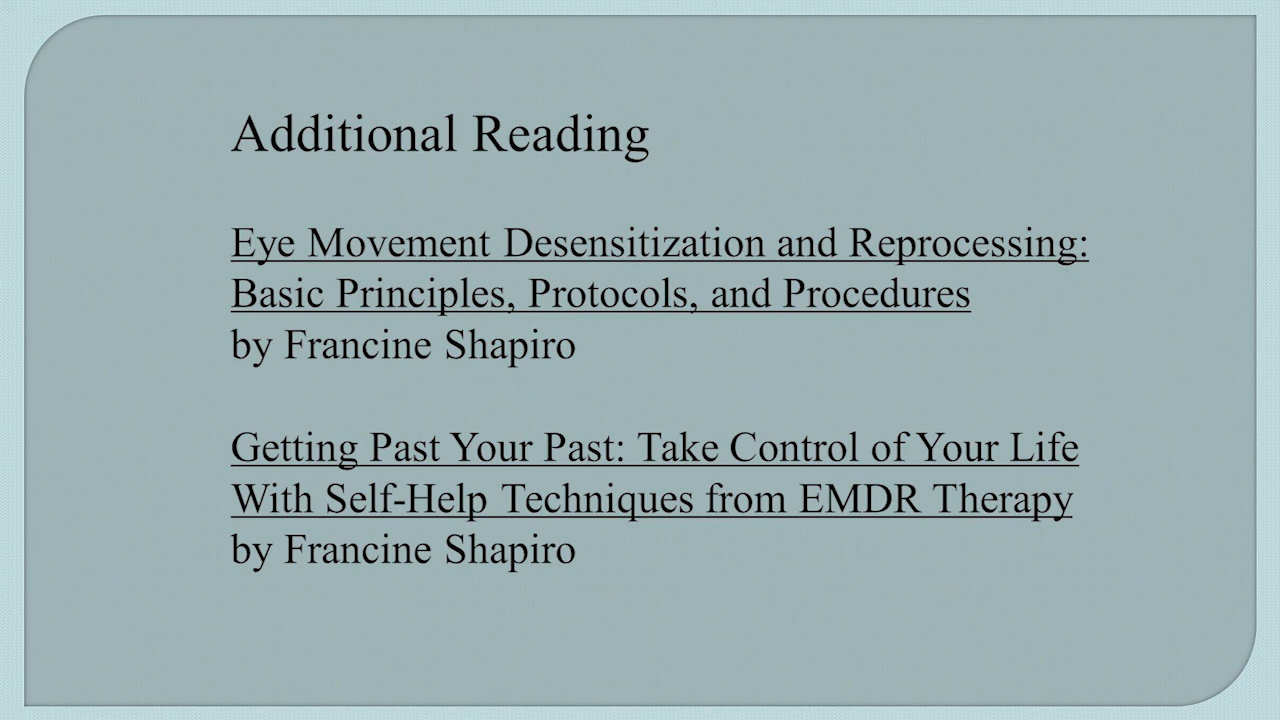 Additional Reading
Eye Movement Desensitization and Reprocessing:
Basic Principles, Protocols, and Procedures
by Francine Shapiro
Getting Past Your Past: Take Control of Your Life
With Self-Help Techniques from EMDR Therapy
by Francine Shapiro